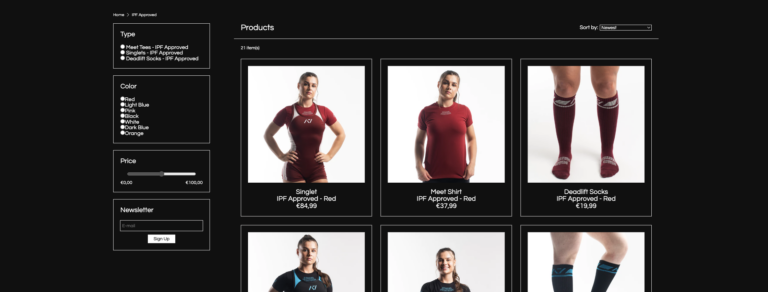 Home > IPF Approved
Type
Meet Tees - IPF Approved
Singlets - IPF Approved
Deadlift Socks - IPF Approved
Color
Red
Light Blue
Pink
Black
White
Dark Blue
Orange
Price
€0,00 €100,00
Newsletter
E-mail
Sign Up
Products
Sort by: Newest
21 item(s)
Singlet
IPF Approved - Red
€84,99
Meet Shirt
IPF Approved - Red
€37,99
Deadlift Socks
IPF Approved - Red
€19,99